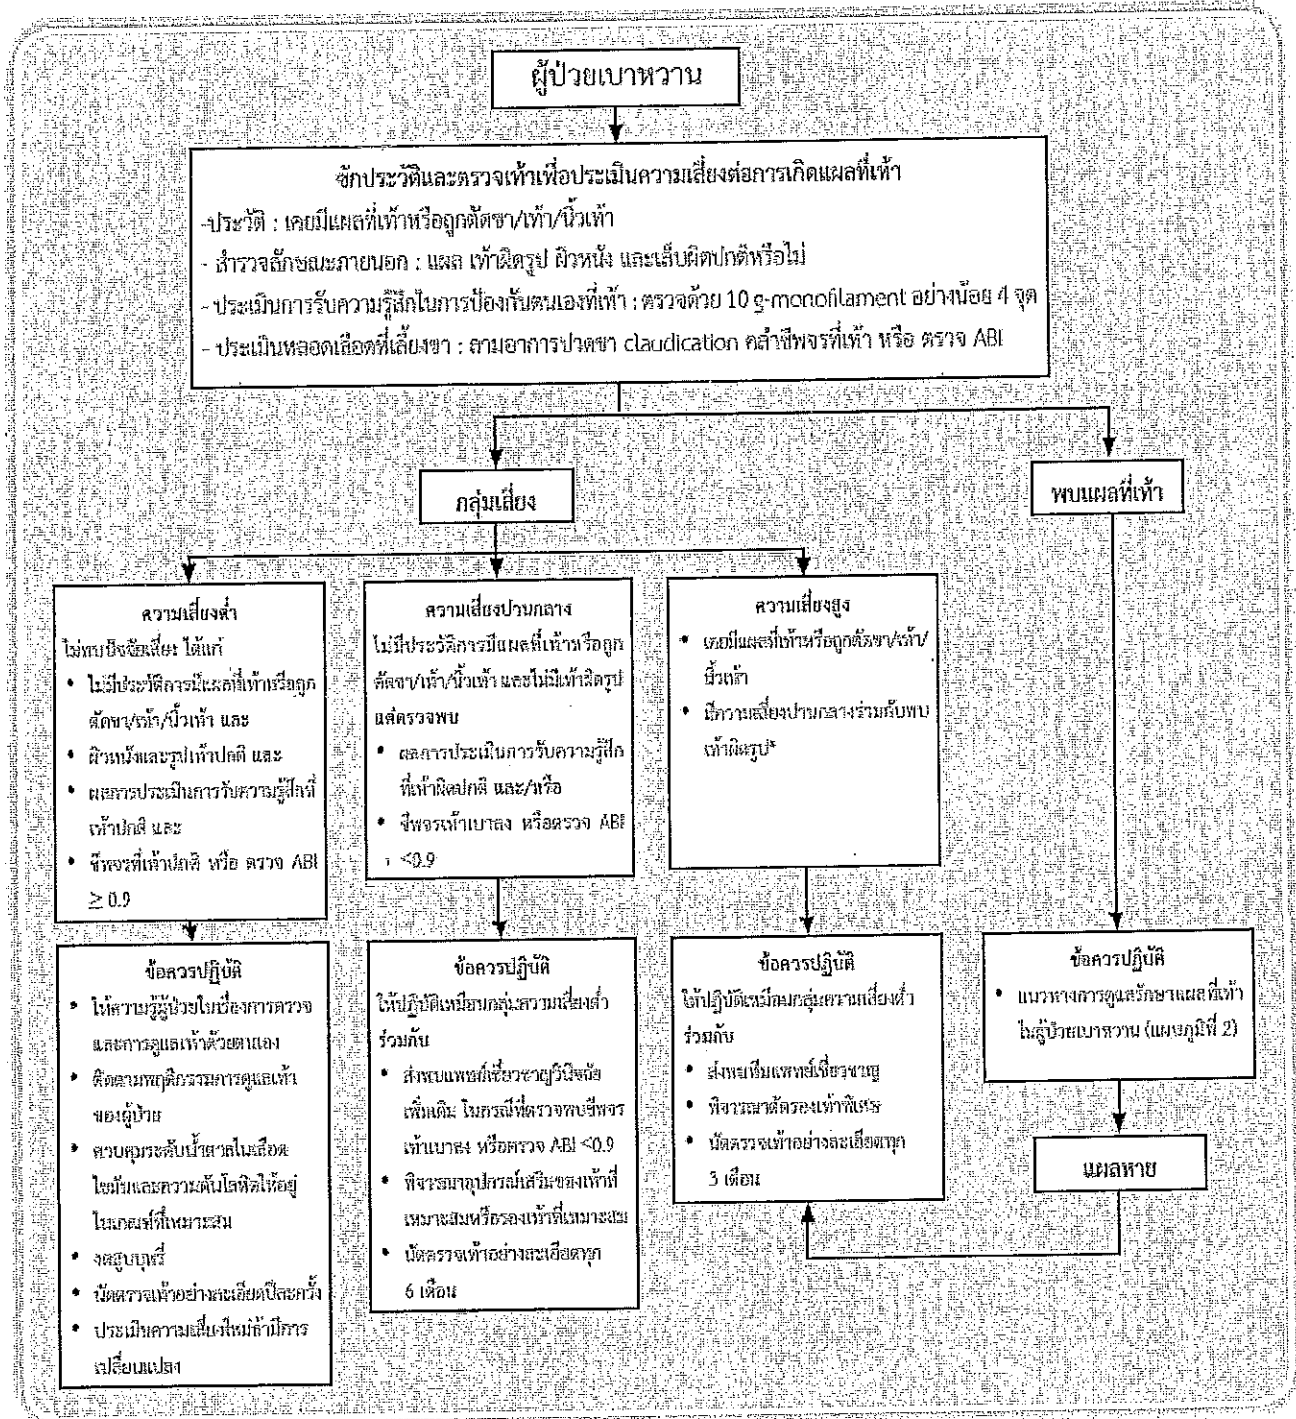 ผู้ป่วยเบาหวาน
ซักประวัติและตรวจเท้าเพื่อประเมินความเสี่ยงต่อการเกิดแผลที่เท้า
-ประวัติ : เคยมีแผลที่เท้าหรือถูกตัดขา/เท้า/นิ้วเท้า
- สำรวจลักษณะภายนอก : แผล เท้าผิดรูป ผิวหนัง และเล็บผิดปกติหรือไม่
- ประเมินการรับความรู้สึกในการป้องกันตนเองที่เท้า : ตรวจด้วย 10 g-monofilament อย่างน้อย 4 จุด
- ประเมินหลอดเลือดที่เลี้ยงขา : ถามอาการปวดขา claudication คลำชีพจรที่เท้า หรือ ตรวจ ABI
กลุ่มเสี่ยง
พบแผลที่เท้า
ความเสี่ยงต่ำ
ไม่พบปัจจัยเสี่ยง ได้แก่
• ไม่มีประวัติการมีแผลที่เท้าหรือถูก
ตัดขา/เท้า/นิ้วเท้า และ
• ผิวหนังและรูปเท้าปกติ และ
• ผลการประเมินการรับความรู้สึกที่
เท้าปกติ และ
• ชีพจรที่เท้าปกติ หรือ ตรวจ ABI
≥ 0.9
ความเสี่ยงปานกลาง
ไม่มีประวัติการมีแผลที่เท้าหรือถูก
ตัดขา/เท้า/นิ้วเท้า และไม่มีเท้าผิดรูป
แต่ตรวจพบ
• ผลการประเมินการรับความรู้สึก
ที่เท้าผิดปกติ และ/หรือ
• ชีพจรเท้าเบาลง หรือตรวจ ABI
<0.9
ความเสี่ยงสูง
• เคยมีแผลที่เท้าหรือถูกตัดขา/เท้า/
นิ้วเท้า
• มีความเสี่ยงปานกลางร่วมกับพบ
เท้าผิดรูป*
ข้อควรปฏิบัติ
• ให้ความรู้ผู้ป่วยในเรื่องการตรวจ
และการดูแลเท้าด้วยตนเอง
• ติดตามพฤติกรรมการดูแลเท้า
ของผู้ป่วย
• ควบคุมระดับน้ำตาลในเลือด
ไขมันและความดันโลหิตให้อยู่
ในเกณฑ์ที่เหมาะสม
• งดสูบบุหรี่
• นัดตรวจเท้าอย่างละเอียดปีละครั้ง
• ประเมินความเสี่ยงใหม่ถ้ามีการ
เปลี่ยนแปลง
ข้อควรปฏิบัติ
ให้ปฏิบัติเหมือนกลุ่มความเสี่ยงต่ำ
ร่วมกับ
• ส่งพบแพทย์เชี่ยวชาญวินิจฉัย
เพิ่มเติม ในกรณีที่ตรวจพบชีพจร
เท้าเบาลง หรือตรวจ ABI <0.9
• พิจารณาอุปกรณ์เสริมของเท้าที่
เหมาะสมหรือรองเท้าที่เหมาะสม
• นัดตรวจเท้าอย่างละเอียดทุก
6 เดือน
ข้อควรปฏิบัติ
ให้ปฏิบัติเหมือนกลุ่มความเสี่ยงต่ำ
ร่วมกับ
• ส่งพบทีมแพทย์เชี่ยวชาญ
• พิจารณาตัดรองเท้าพิเศษ
• นัดตรวจเท้าอย่างละเอียดทุก
3 เดือน
ข้อควรปฏิบัติ
• แนวทางการดูแลรักษาแผลที่เท้า
ในผู้ป่วยเบาหวาน (แผนภูมิที่ 2)
แผลหาย